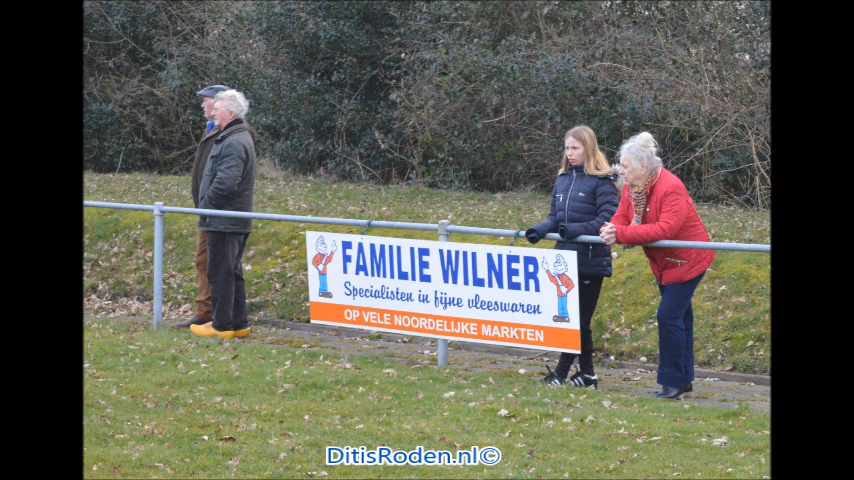 FAMILIE WILNER
Specialisten in fijne vleeswaren
OP VELE NOORDELIJKE MARKTEN
DitisRoden.nl©